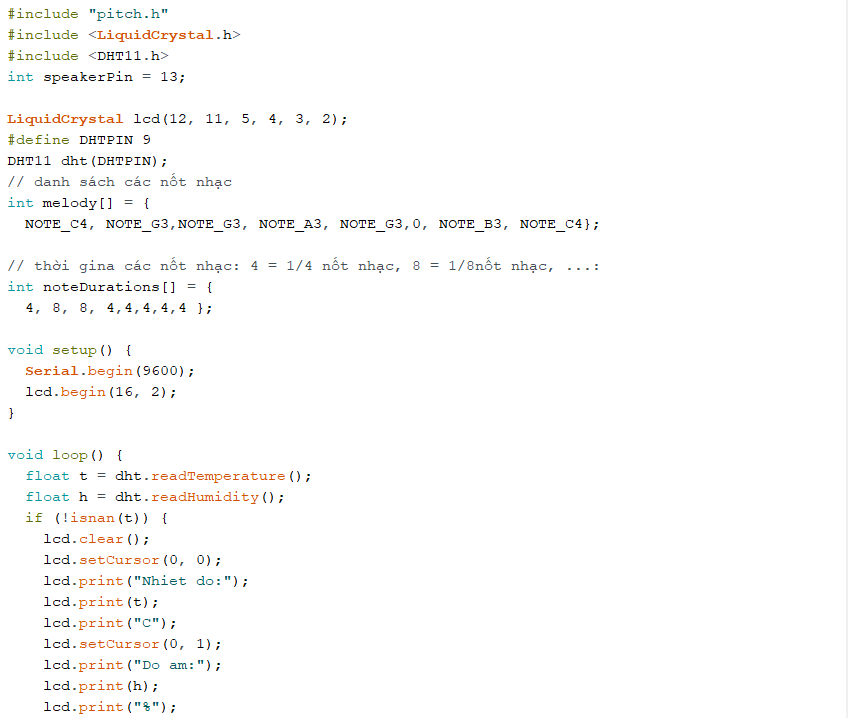 #include "pitch.h"
#include <LiquidCrystal.h>
#include <DHT11.h>
int speakerPin = 13;
LiquidCrystal lcd(12, 11, 5, 4, 3, 2);
#define DHTPIN 9
DHT11 dht(DHTPIN);
// danh sách các nốt nhạc
int melody[] = {
  NOTE_C4, NOTE_G3,NOTE_G3, NOTE_A3, NOTE_G3,0, NOTE_B3, NOTE_C4};
// thời gina các nốt nhạc: 4 = 1/4 nốt nhạc, 8 = 1/8nốt nhạc, ...:
int noteDurations[] = {
  4, 8, 8, 4,4,4,4,4 };
void setup() {
  Serial.begin(9600);
  lcd.begin(16, 2);
}
void loop() {
  float t = dht.readTemperature();
  float h = dht.readHumidity();
  if (!isnan(t)) {
    lcd.clear();
    lcd.setCursor(0, 0);
    lcd.print("Nhiet do:");
    lcd.print(t);
    lcd.print("C");
    lcd.setCursor(0, 1);
    lcd.print("Do am:");
    lcd.print(h);
    lcd.print("%");